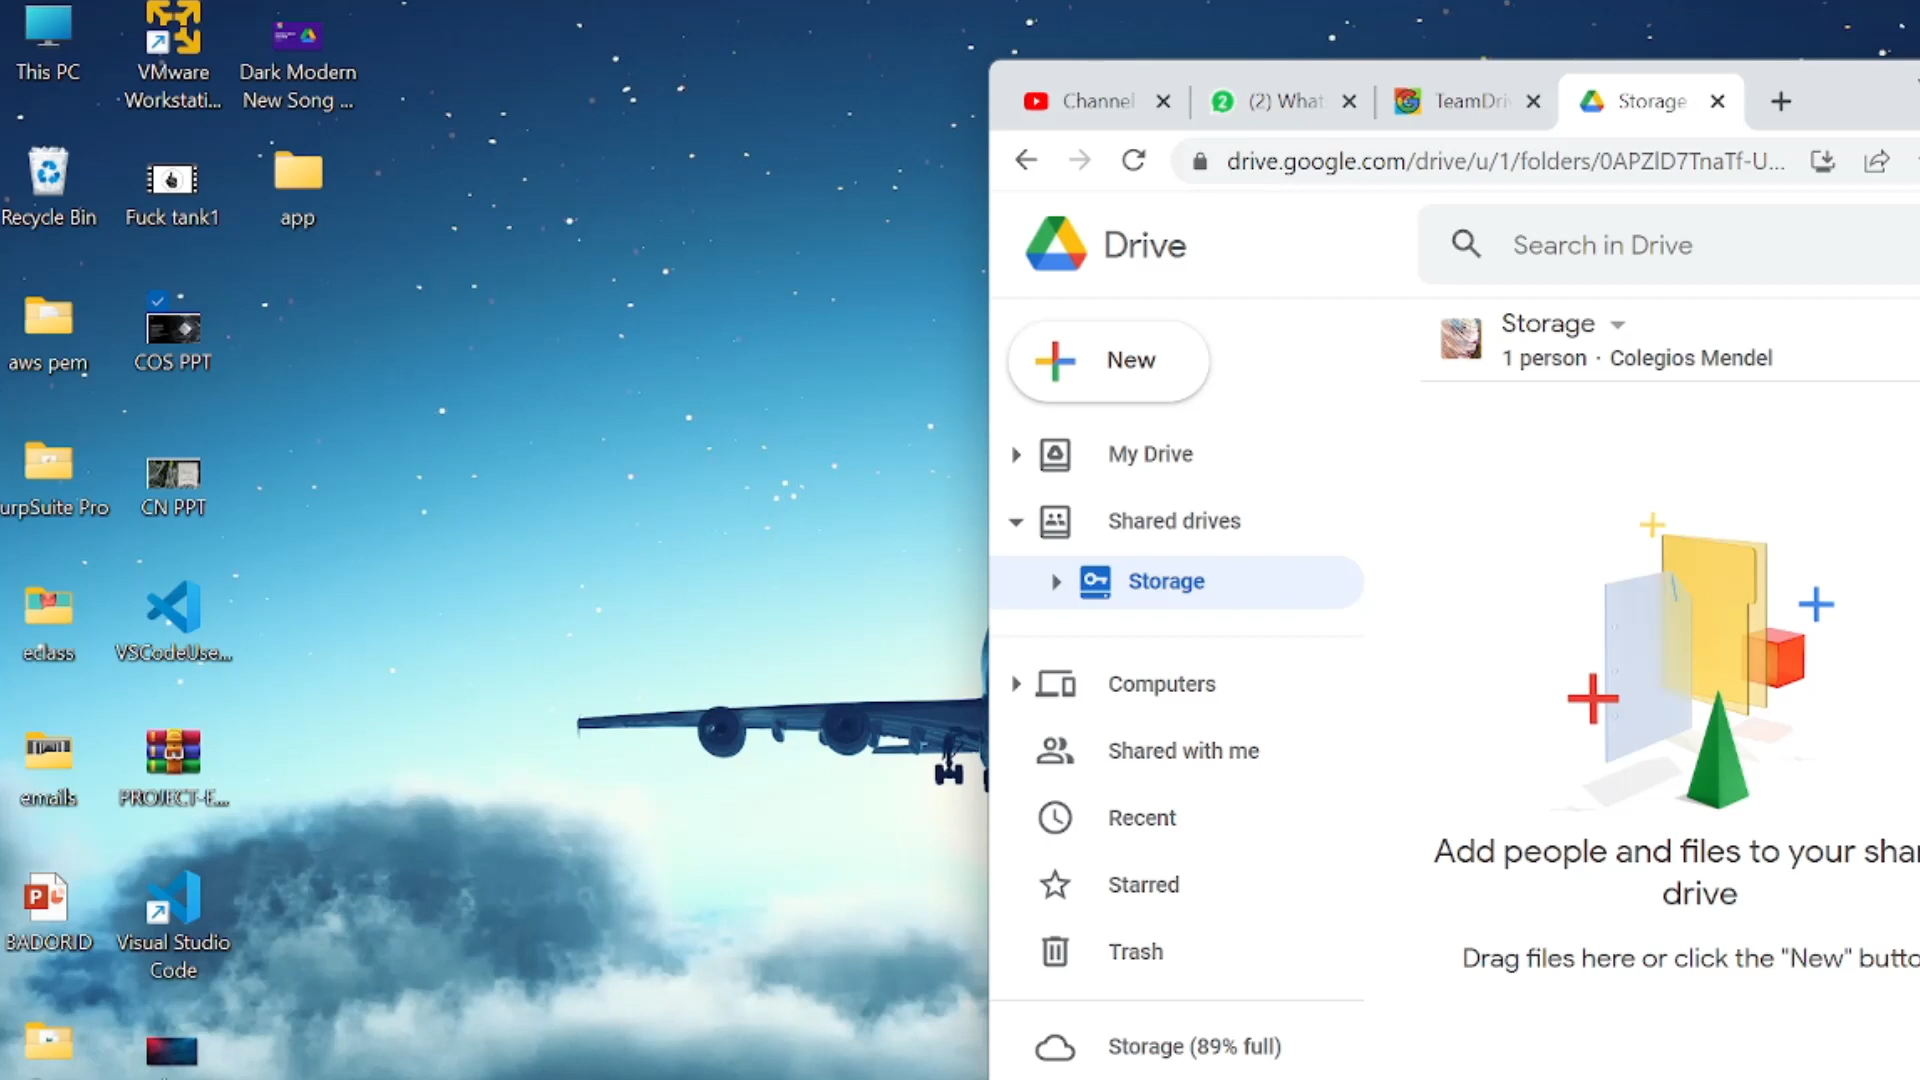 This PC
VMware
Workstati...
Dark Modern
New Song ...
Recycle Bin
Fuck tank1
app
aws pem
COS PPT
urpSuite Pro
CN PPT
eclass
VSCodeUse...
emails
PROJECT-E...
BADORID
Visual Studio
Code
Channel
(2) What
TeamDri
Storage
drive.google.com/drive/u/1/folders/0APZlD7TnaTf-U...
Drive
Search in Drive
New
Storage
1 person · Colegios Mendel
My Drive
Shared drives
Storage
Computers
Shared with me
Recent
Starred
Trash
Storage (89% full)
Add people and files to your shar
drive
Drag files here or click the "New" butto